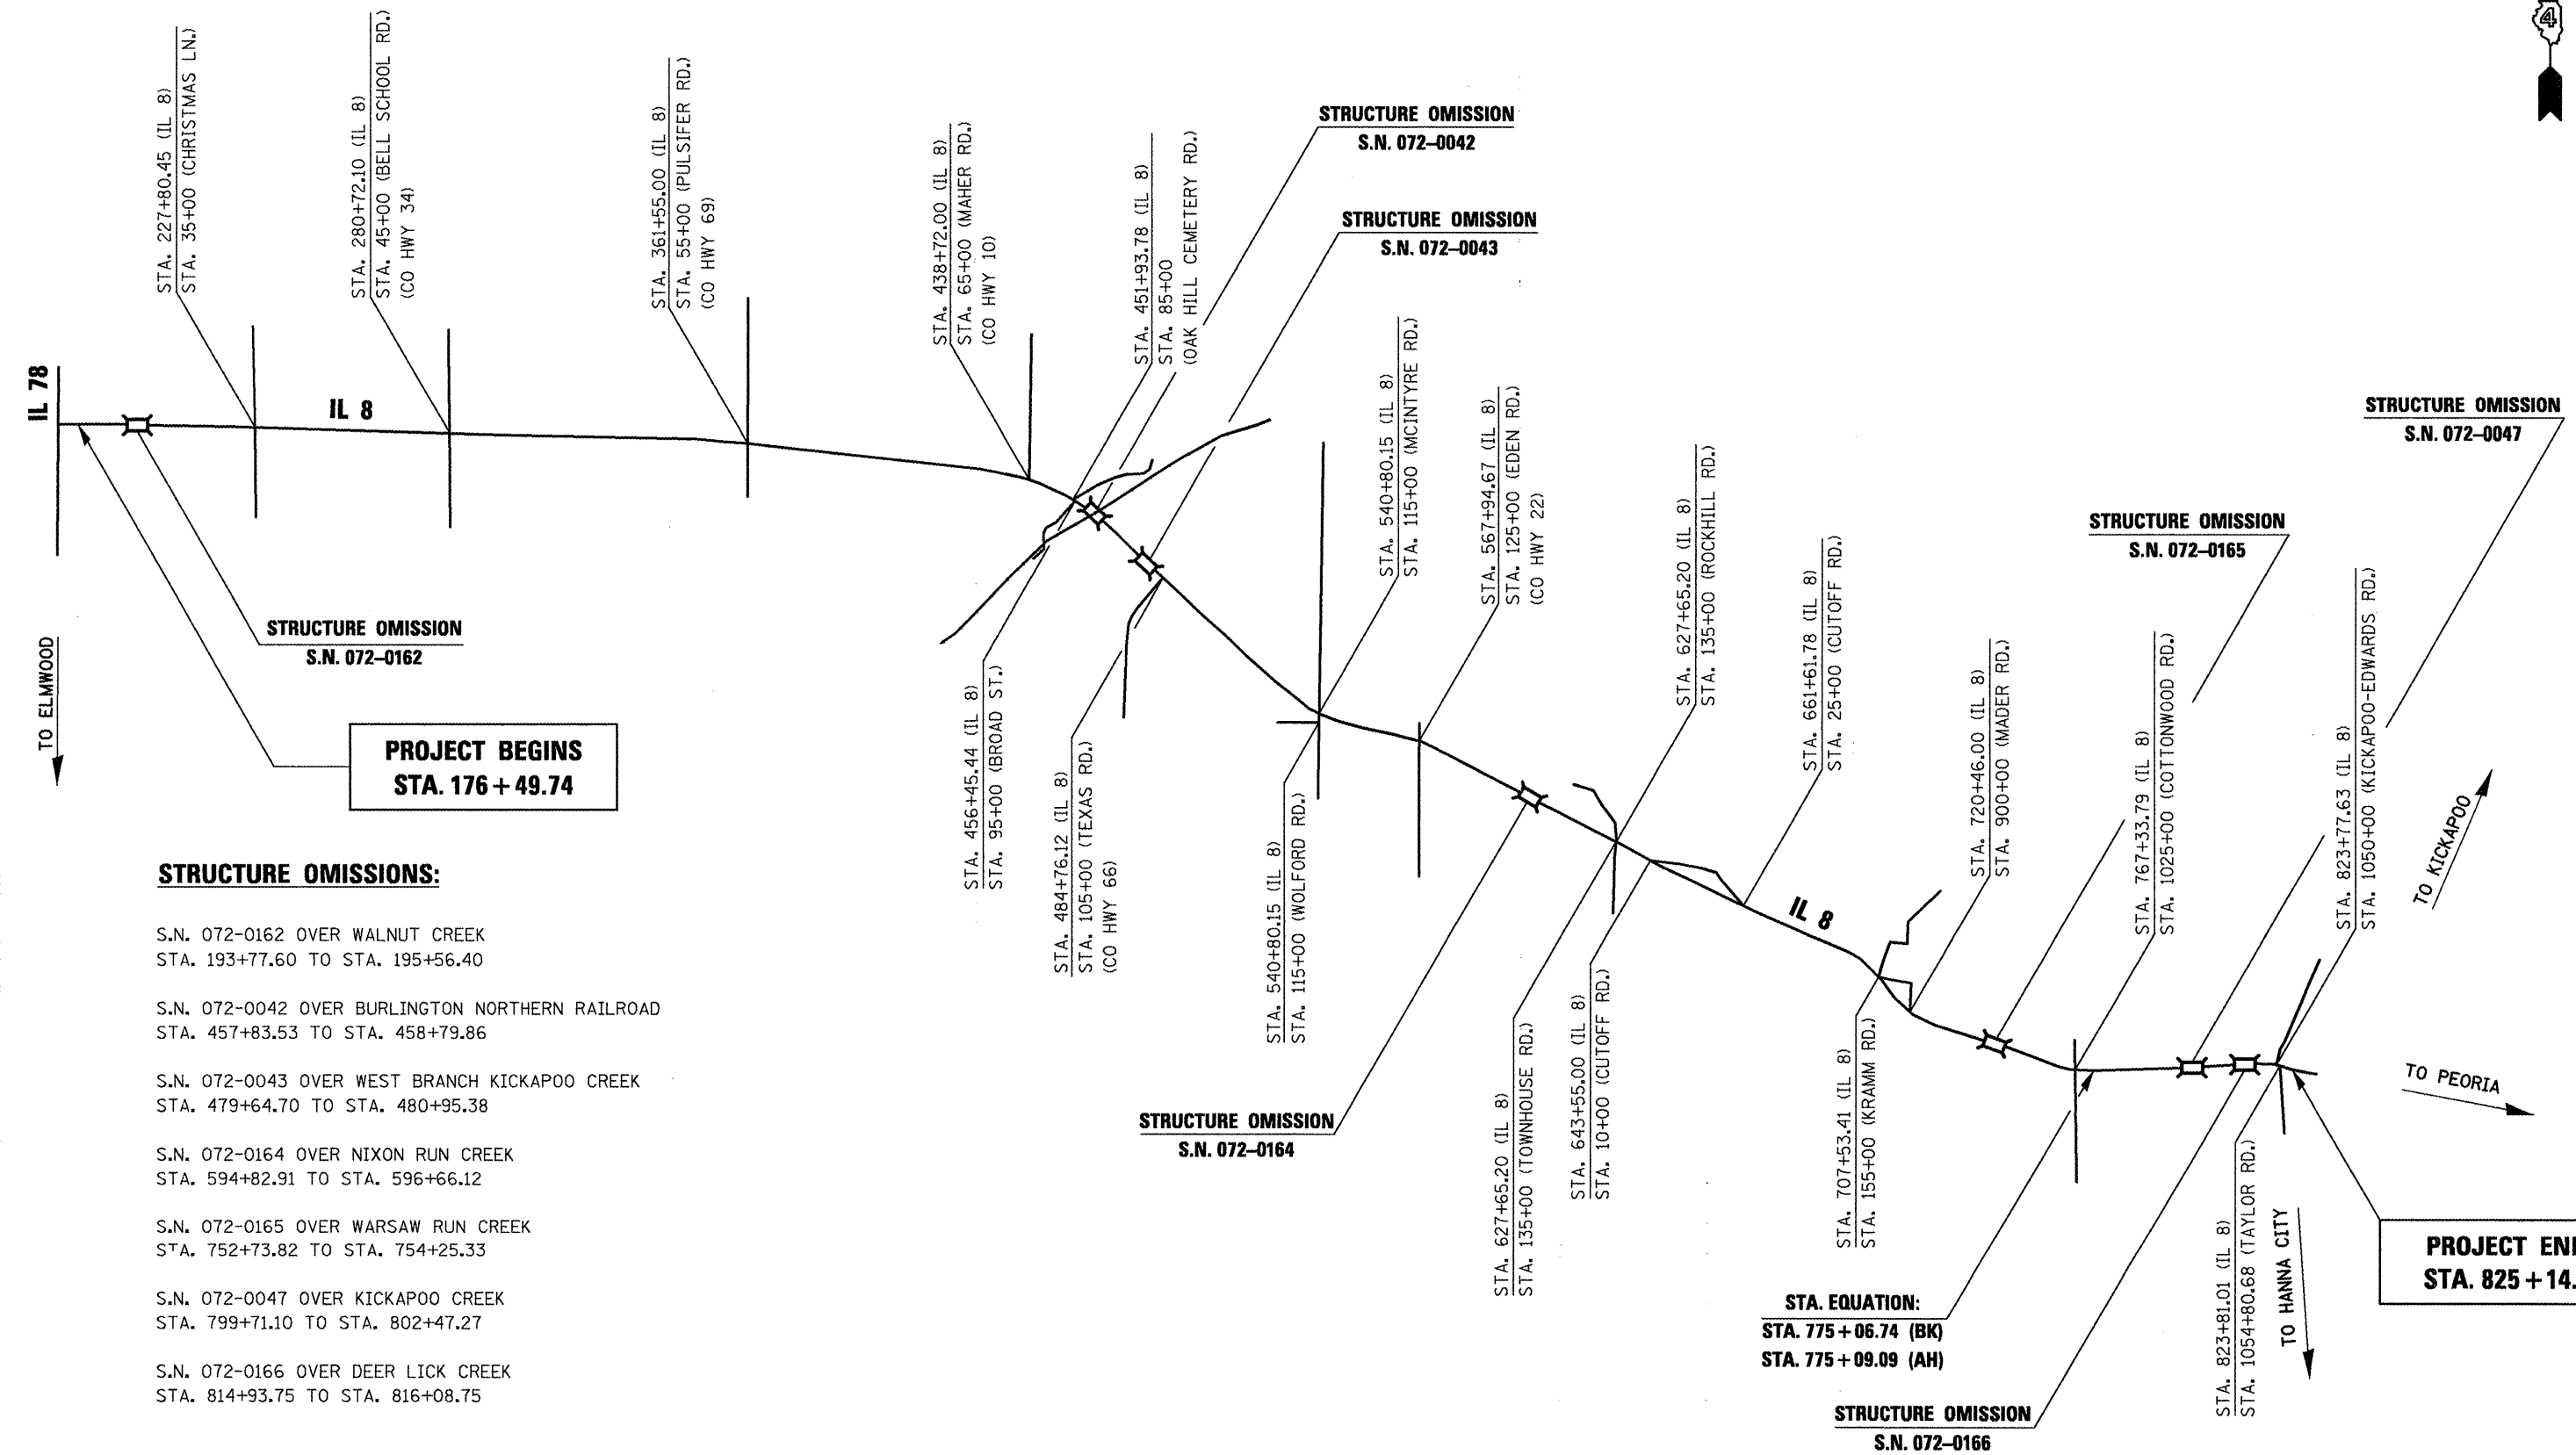 4
STA. 227+80.45 (IL 8)
STA. 35+00 (CHRISTMAS LN.)
STA. 280+72.10 (IL 8)
STA. 45+00 (BELL SCHOOL RD.)
(CO HWY 34)
STA. 361+55.00 (IL 8)
STA. 55+00 (PULSIFER RD.)
(CO HWY 69)
STA. 438+72.00 (IL 8)
STA. 65+00 (MAHER RD.)
(CO HWY 10)
STA. 451+93.78 (IL 8)
STA. 85+00
(OAK HILL CEMETERY RD.)
STRUCTURE OMISSION
S.N. 072-0042
STRUCTURE OMISSION
S.N. 072-0043
STA. 540+80.15 (IL 8)
STA. 115+00 (MCINTYRE RD.)
STA. 567+94.67 (IL 8)
STA. 125+00 (EDEN RD.)
(CO HWY 22)
STA. 627+65.20 (IL 8)
STA. 135+00 (ROCKHILL RD.)
STA. 661+61.78 (IL 8)
STA. 25+00 (CUTOFF RD.)
STA. 720+46.00 (IL 8)
STA. 900+00 (MADER RD.)
STRUCTURE OMISSION
S.N. 072-0165
STA. 767+33.79 (IL 8)
STA. 1025+00 (COTTONWOOD RD.)
STRUCTURE OMISSION
S.N. 072-0047
STA. 823+77.63 (IL 8)
STA. 1050+00 (KICKAPOO-EDWARDS RD.)
IL 78
IL 8
STRUCTURE OMISSION
S.N. 072-0162
TO ELMWOOD
PROJECT BEGINS
STA. 176+49.74
STA. 456+45.44 (IL 8)
STA. 95+00 (BROAD ST.)
STA. 484+76.12 (IL 8)
STA. 105+00 (TEXAS RD.)
(CO HWY 66)
STA. 540+80.15 (IL 8)
STA. 115+00 (WOLFORD RD.)
STRUCTURE OMISSION
S.N. 072-0164
STA. 627+65.20 (IL 8)
STA. 135+00 (TOWNHOUSE RD.)
STA. 643+55.00 (IL 8)
STA. 10+00 (CUTOFF RD.)
IL 8
STA. 707+53.41 (IL 8)
STA. 155+00 (KRAMM RD.)
STA. EQUATION:
STA. 775+06.74 (BK)
STA. 775+09.09 (AH)
STRUCTURE OMISSION
S.N. 072-0166
STA. 823+81.01 (IL 8)
STA. 1054+80.68 (TAYLOR RD.)
TO HANNA CITY
TO KICKAPOO
TO PEORIA
PROJECT EN
STA. 825+14.
STRUCTURE OMISSIONS:
S.N. 072-0162 OVER WALNUT CREEK
STA. 193+77.60 TO STA. 195+56.40
S.N. 072-0042 OVER BURLINGTON NORTHERN RAILROAD
STA. 457+83.53 TO STA. 458+79.86
S.N. 072-0043 OVER WEST BRANCH KICKAPOO CREEK
STA. 479+64.70 TO STA. 480+95.38
S.N. 072-0164 OVER NIXON RUN CREEK
STA. 594+82.91 TO STA. 596+66.12
S.N. 072-0165 OVER WARSAW RUN CREEK
STA. 752+73.82 TO STA. 754+25.33
S.N. 072-0047 OVER KICKAPOO CREEK
STA. 799+71.10 TO STA. 802+47.27
S.N. 072-0166 OVER DEER LICK CREEK
STA. 814+93.75 TO STA. 816+08.75